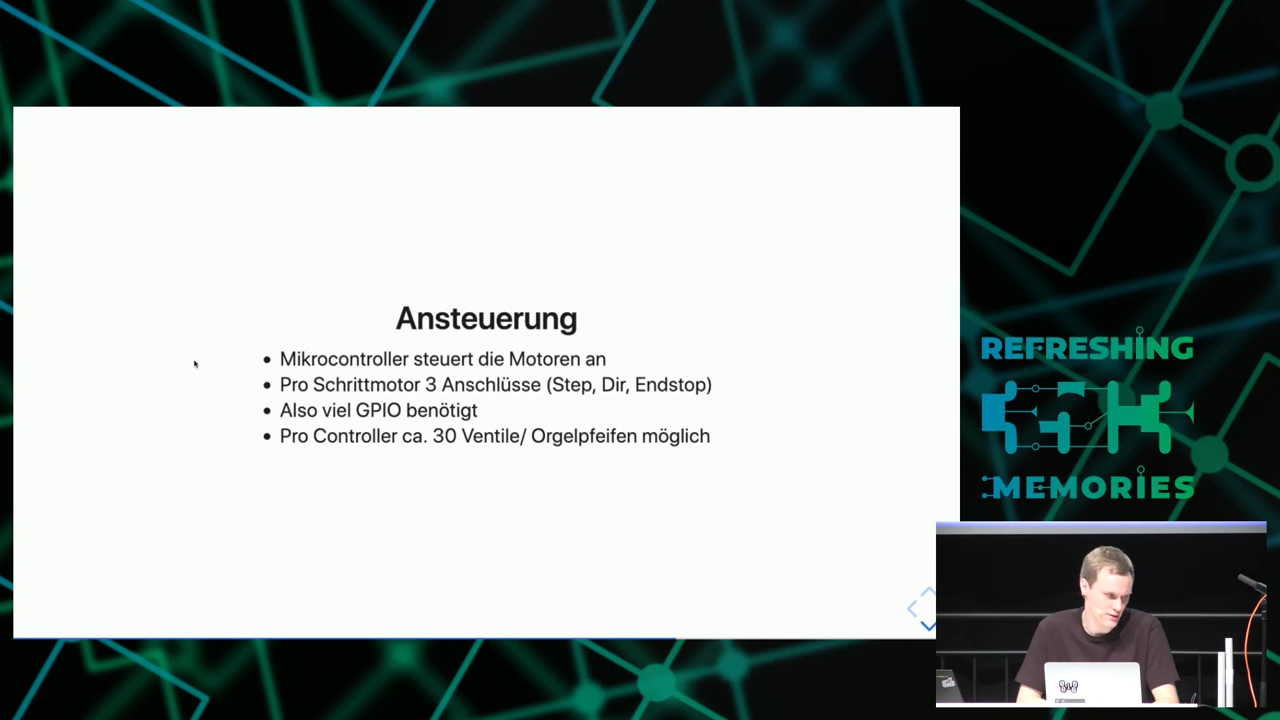 Ansteuerung
Mikrocontroller steuert die Motoren an
Pro Schrittmotor 3 Anschlüsse (Step, Dir, Endstop)
Also viel GPIO benötigt
Pro Controller ca. 30 Ventile/ Orgelpfeifen möglich
REFRESHING
MEMORIES